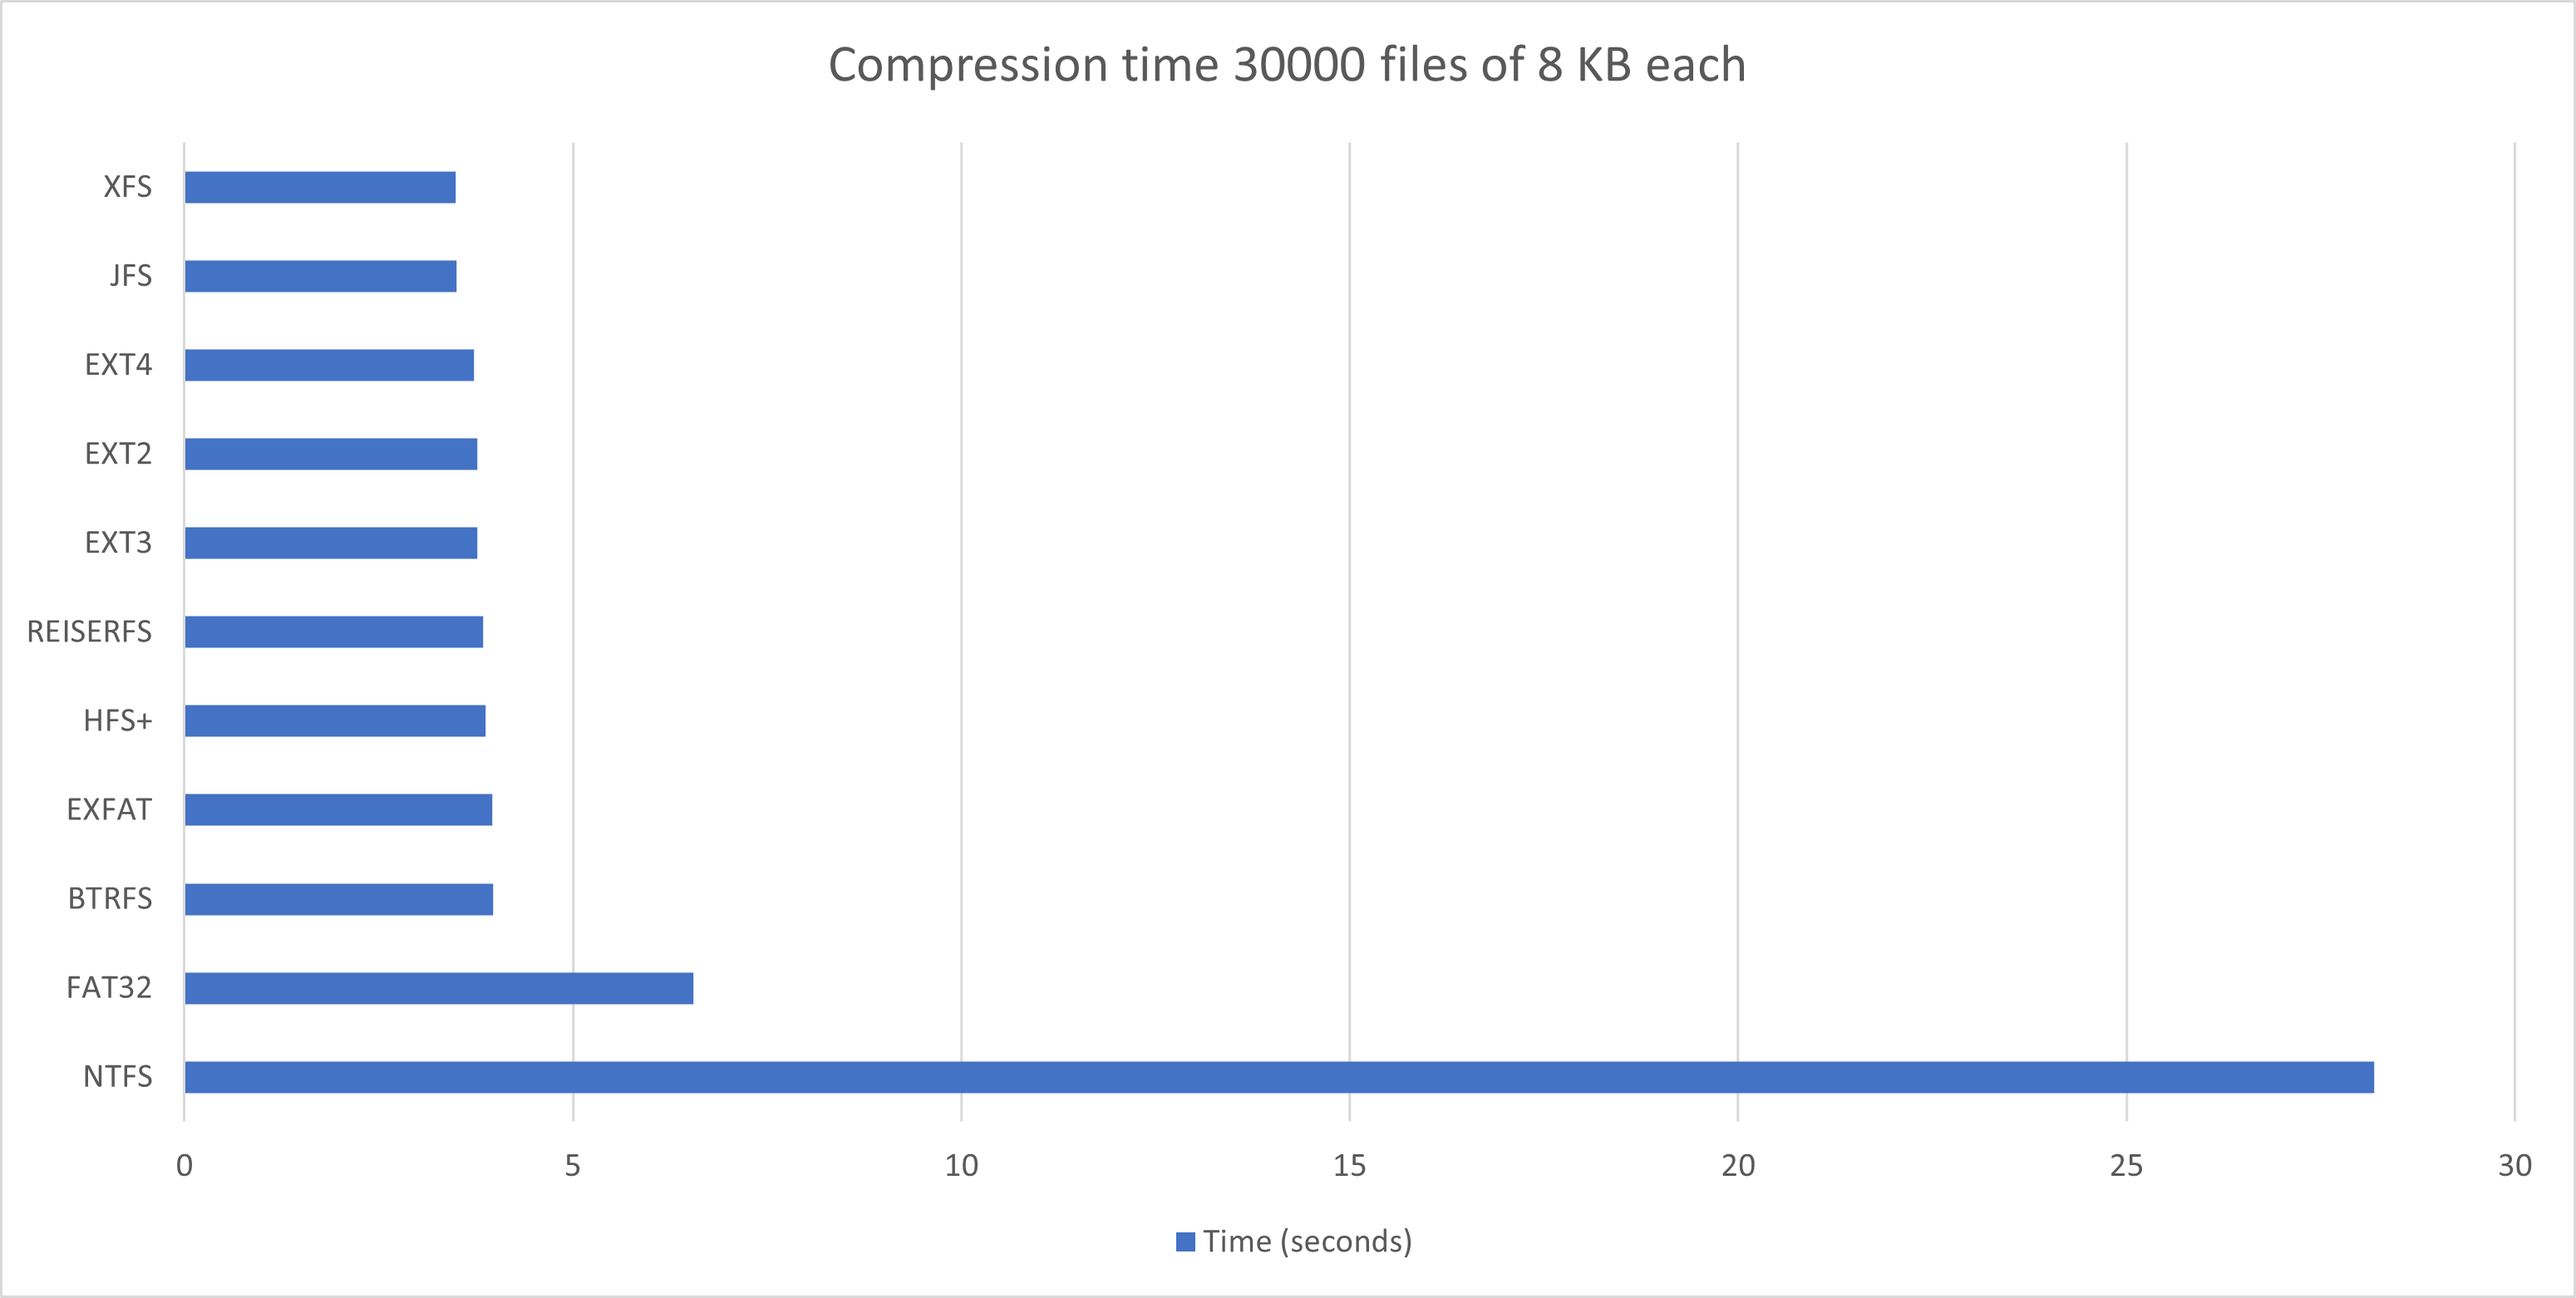 Compression time 30000 files of 8 KB each
XFS
JFS
EXT4
EXT2
EXT3
REISERFS
HFS+
EXFAT
BTRFS
FAT32
NTFS
0 5 10 15 20 25 30
Time (seconds)